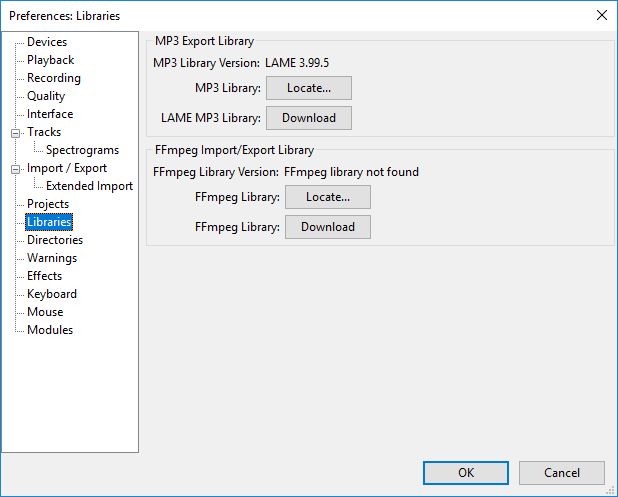 Preferences: Libraries
Devices
Playback
Recording
Quality
Interface
Tracks
Spectrograms
Import / Export
Extended Import
Projects
Libraries
Directories
Warnings
Effects
Keyboard
Mouse
Modules
MP3 Export Library
MP3 Library Version: LAME 3.99.5
MP3 Library: Locate...
LAME MP3 Library: Download
FFmpeg Import/Export Library
FFmpeg Library Version: FFmpeg library not found
FFmpeg Library: Locate...
FFmpeg Library: Download
OK Cancel